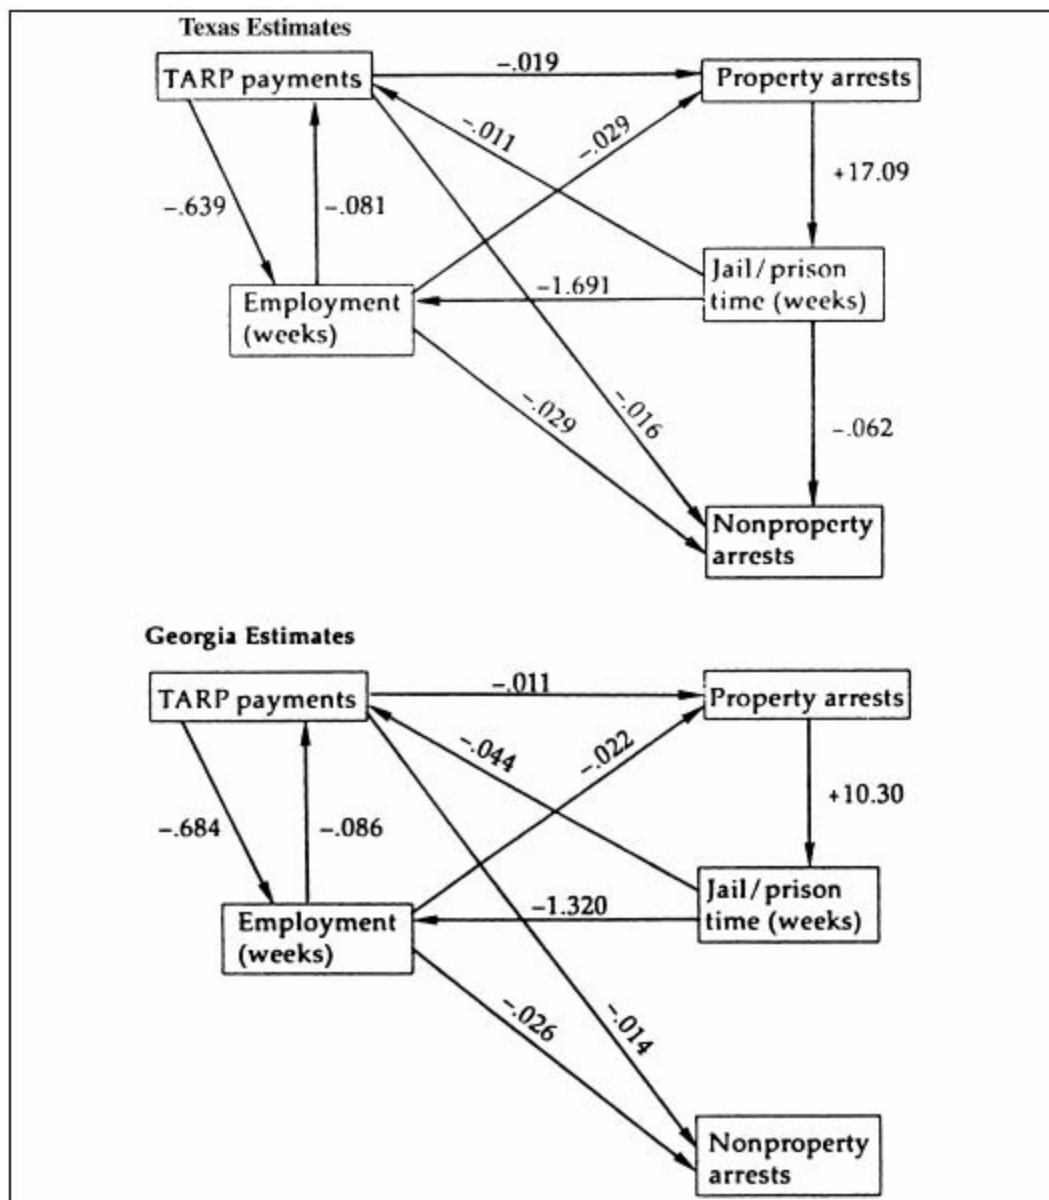 Texas Estimates
TARP payments
-.019
Property arrests
-.011
-.029
+17.09
-.639
-.081
Jail/prison
time (weeks)
-1.691
Employment
(weeks)
-.029
-.016
-.062
Nonproperty
arrests
Georgia Estimates
TARP payments
-.011
Property arrests
-.044
-.022
+10.30
-.684
-.086
Jail/prison
time (weeks)
-1.320
Employment
(weeks)
-.026
-.014
Nonproperty
arrests